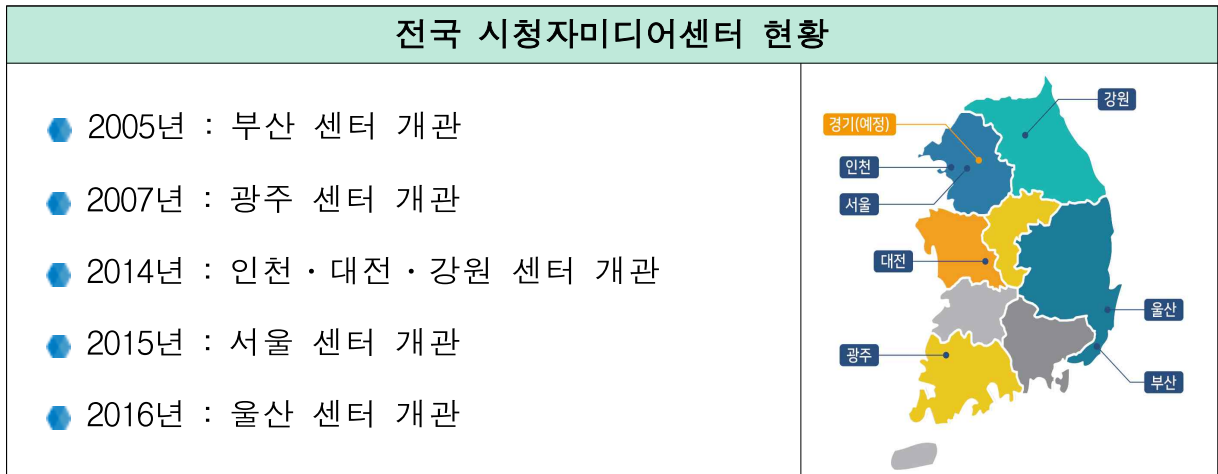 전국 시청자미디어센터 현황
2005년 : 부산 센터 개관
2007년 : 광주 센터 개관
2014년 : 인천·대전·강원 센터 개관
2015년 : 서울 센터 개관
2016년 : 울산 센터 개관
강원
경기(예정)
인천
서울
대전
울산
광주
부산